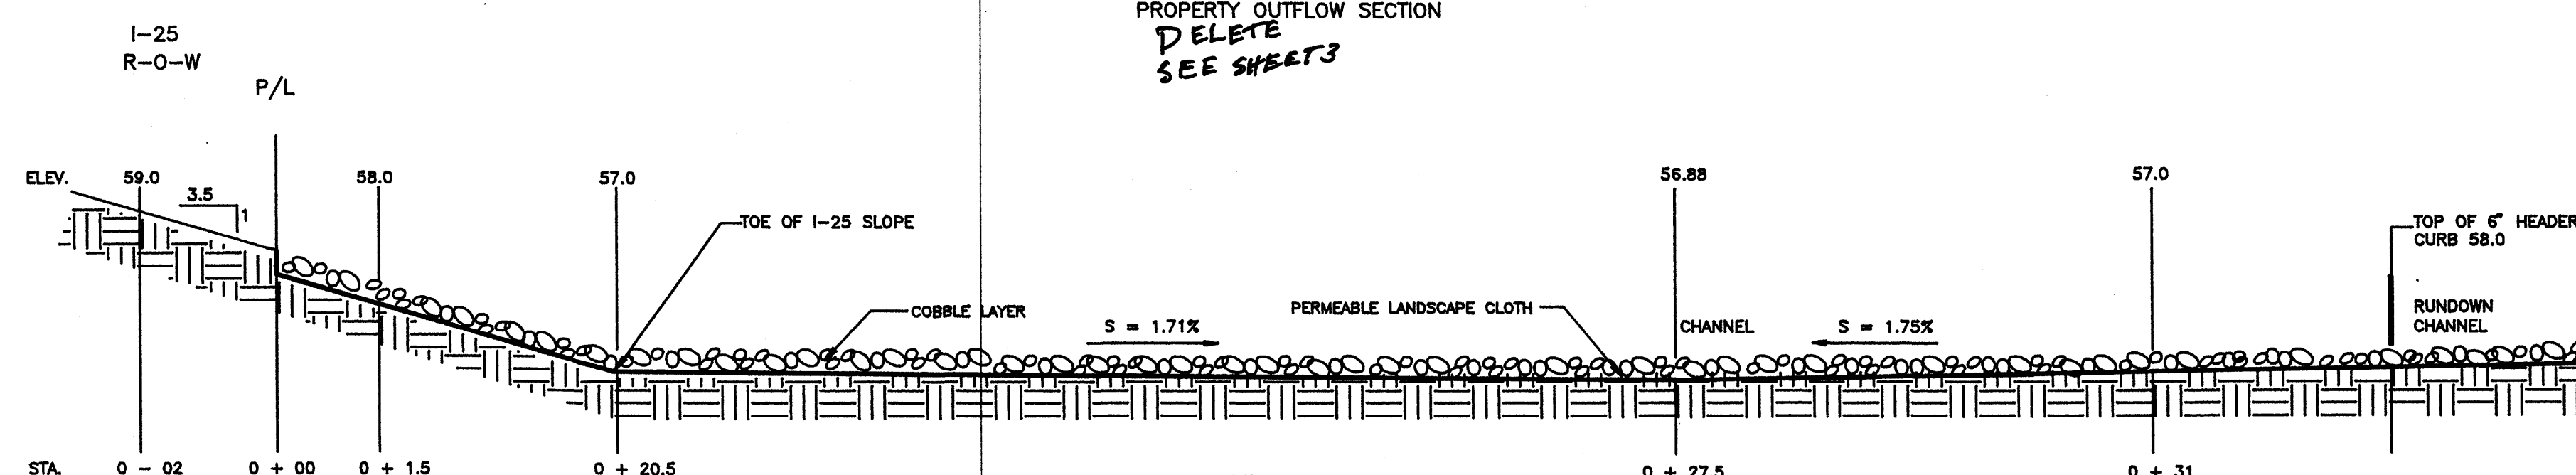 PROPERTY OUTFLOW SECTION
DELETE
SEE SHEET 3
I-25
R-O-W
P/L
ELEV.
59.0
3.5
1
58.0
57.0
56.88
57.0
TOE OF I-25 SLOPE
TOP OF 6" HEADER
CURB 58.0
COBBLE LAYER
PERMEABLE LANDSCAPE CLOTH
S = 1.71%
CHANNEL
S = 1.75%
RUNDOWN
CHANNEL
STA. 0 - 02 0 + 00 0 + 1.5 0 + 20.5 0 + 27.5 0 + 31